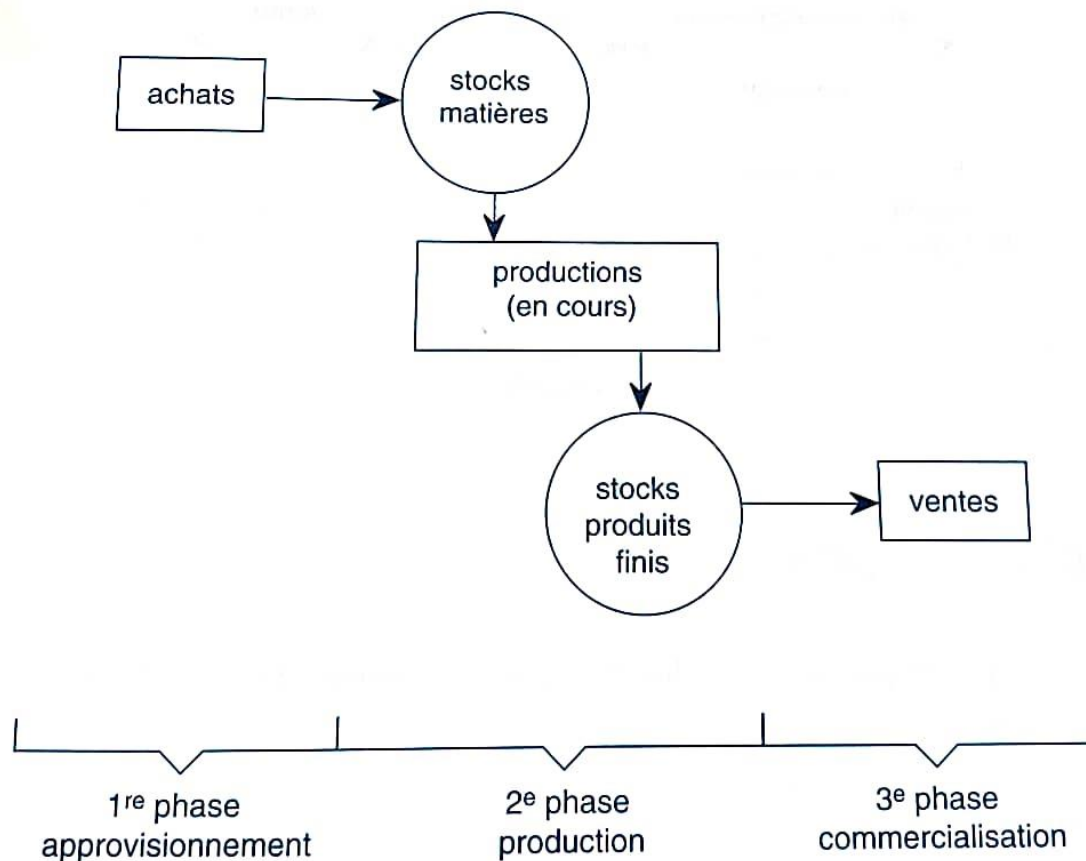 achats
stocks
matières
productions
(en cours)
stocks
produits
finis
ventes
1re phase
approvisionnement
2e phase
production
3e phase
commercialisation